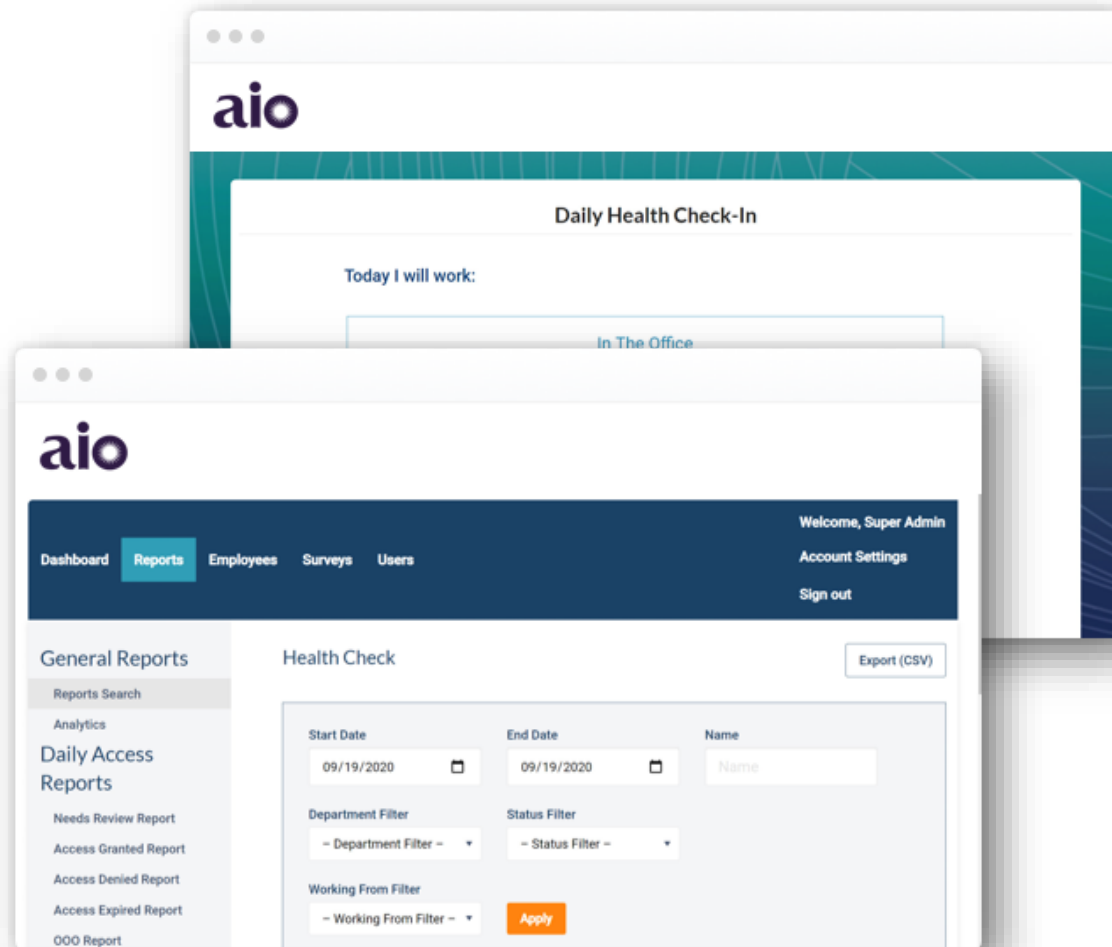 aio
Daily Health Check-In
Today I will work:
In The Office
aio
Welcome, Super Admin
Dashboard Reports Employees Surveys Users
Account Settings
Sign out
General Reports
Reports Search
Analytics
Daily Access
Reports
Needs Review Report
Access Granted Report
Access Denied Report
Access Expired Report
OOO Report
Health Check
Export (CSV)
Start Date End Date Name
09/19/2020 09/19/2020 Name
Department Filter Status Filter
– Department Filter – – Status Filter –
Working From Filter
– Working From Filter – Apply